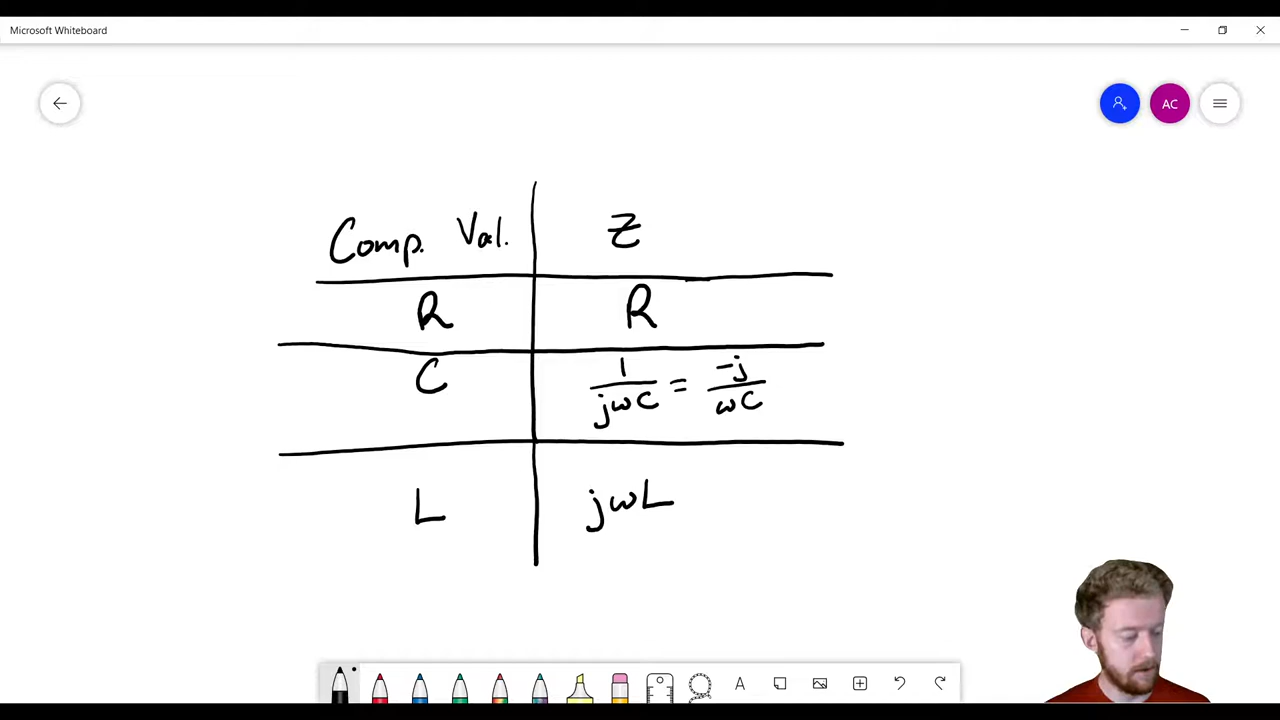 Microsoft Whiteboard
AC
Comp. Val. Z
R R
C 1/jωC = -j/ωC
L jωL
A